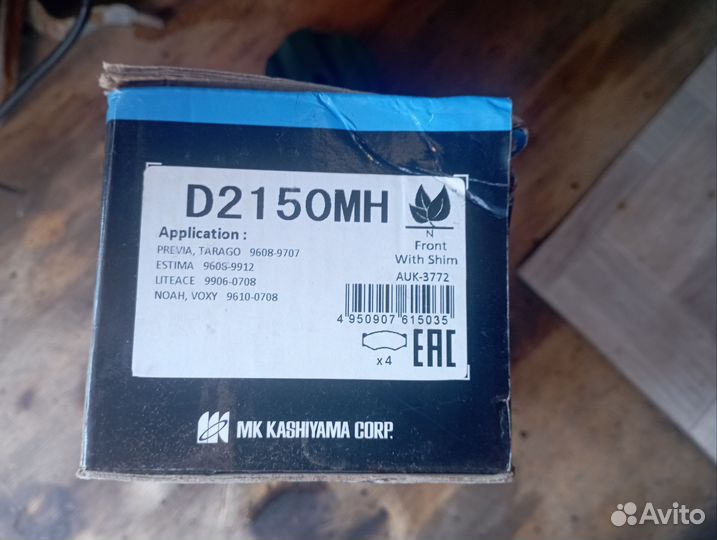 D2150MH
N
Front
With Shim
Application :
PREVIA, TARAGO 9608-9707
ESTIMA 9608-9912
LITEACE 9906-0708
NOAH, VOXY 9610-0708
AUK-3772
4 950907 615035
x4
EAC
MK KASHIYAMA CORP.
Avito